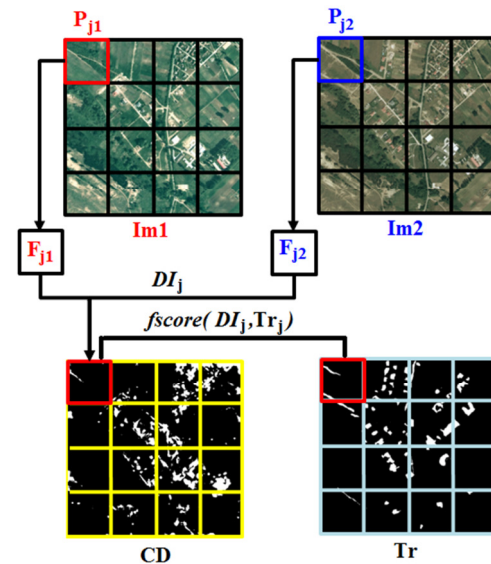 Pj1 Pj2
Im1 Im2
Fj1 Fj2
DIj
fscore( DIj,Trj)
CD Tr